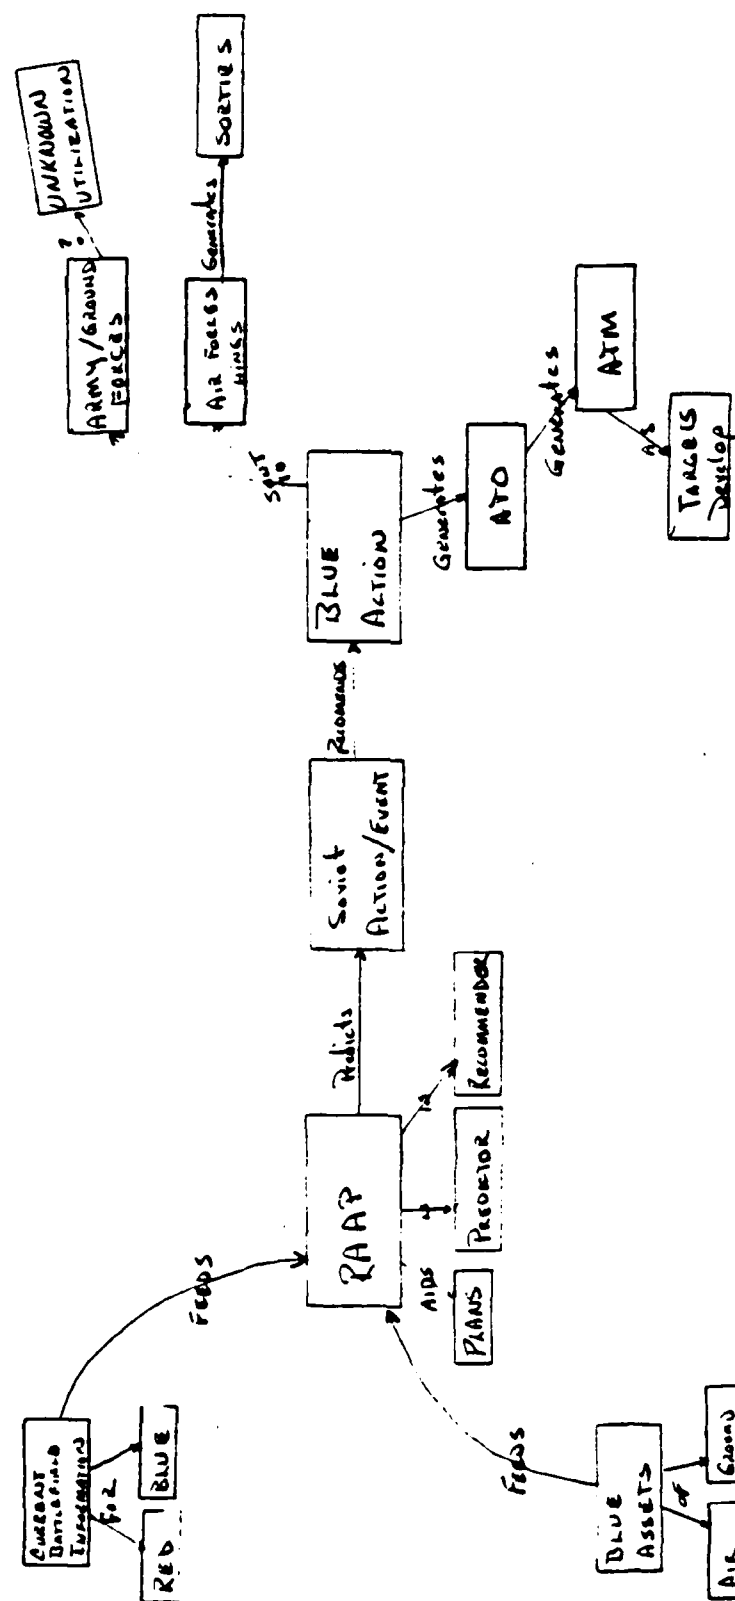 CURRENT
BATTLEFIELD
INFORMATION
FOR
RED
BLUE
FEEDS
BLUE
ASSETS
OF
AIR
GROUND
FEEDS
RAAP
AIDS
PLANS
IS
PREDICTOR
IS
RECOMMENDER
Predicts
Soviet
ACTION/EVENT
RECOMENDS
BLUE
ACTION
SENT
TO
ARMY/GROUND
FORCES
?
UNKNOWN
UTILIZATION
AIR FORCES
WINGS
Generates
SORTIES
Generates
ATO
Generates
ATM
AS
TARGETS
Develop